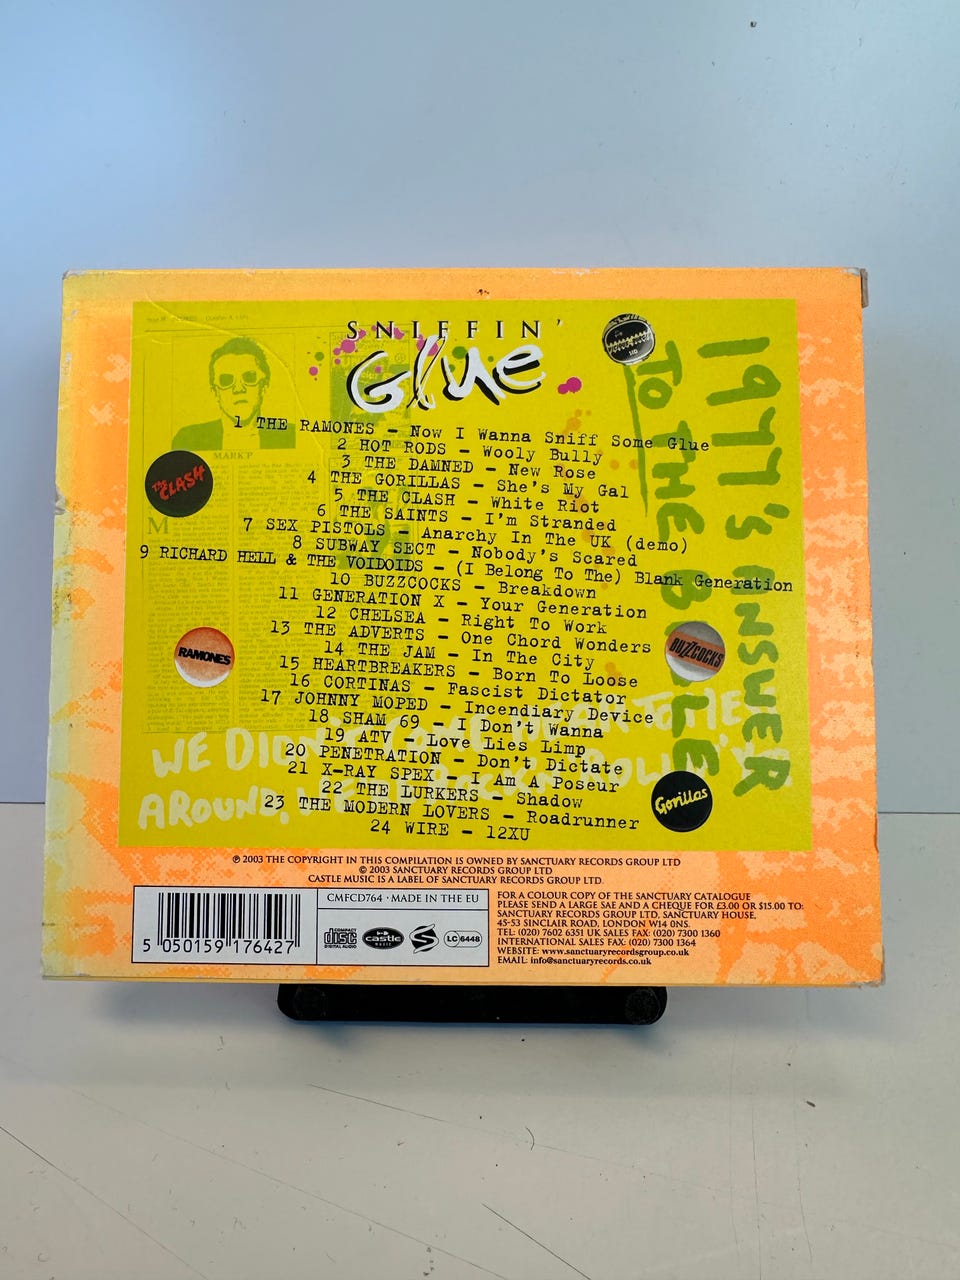 SNIFFIN'
Glue
1 THE RAMONES - Now I Wanna Sniff Some Glue
2 HOT RODS - Wooly Bully
3 THE DAMNED - New Rose
4 THE GORILLAS - She's My Gal
5 THE CLASH - White Riot
6 THE SAINTS - I'm Stranded
7 SEX PISTOLS - Anarchy In The UK (demo)
8 SUBWAY SECT - Nobody's Scared
9 RICHARD HELL & THE VOIDOIDS - (I Belong To The) Blank Generation
10 BUZZCOCKS - Breakdown
11 GENERATION X - Your Generation
12 CHELSEA - Right To Work
13 THE ADVERTS - One Chord Wonders
14 THE JAM - In The City
15 HEARTBREAKERS - Born To Loose
16 CORTINAS - Fascist Dictator
17 JOHNNY MOPED - Incendiary Device
18 SHAM 69 - I Don't Wanna
19 ATV - Love Lies Limp
20 PENETRATION - Don't Dictate
21 X-RAY SPEX - I Am A Poseur
22 THE LURKERS - Shadow
23 THE MODERN LOVERS - Roadrunner
24 WIRE - 12XU
MARK P
THE CLASH
RAMONES
BUZZCOCKS
Gorillas
1977's ANSWER
TO THE BIBLE
WE DIDN'T
AROUND,
℗ 2003 THE COPYRIGHT IN THIS COMPILATION IS OWNED BY SANCTUARY RECORDS GROUP LTD
© 2003 SANCTUARY RECORDS GROUP LTD
CASTLE MUSIC IS A LABEL OF SANCTUARY RECORDS GROUP LTD.
5 050159 176427
CMFCD764 · MADE IN THE EU
COMPACT disc DIGITAL AUDIO
castle MUSIC
LC 6448
FOR A COLOUR COPY OF THE SANCTUARY CATALOGUE
PLEASE SEND A LARGE SAE AND A CHEQUE FOR £3.00 OR $15.00 TO:
SANCTUARY RECORDS GROUP LTD, SANCTUARY HOUSE,
45-53 SINCLAIR ROAD, LONDON W14 0NS.
TEL: (020) 7602 6351 UK SALES FAX: (020) 7300 1360
INTERNATIONAL SALES FAX: (020) 7300 1364
WEBSITE: www.sanctuaryrecordsgroup.co.uk
EMAIL: info@sanctuaryrecords.co.uk